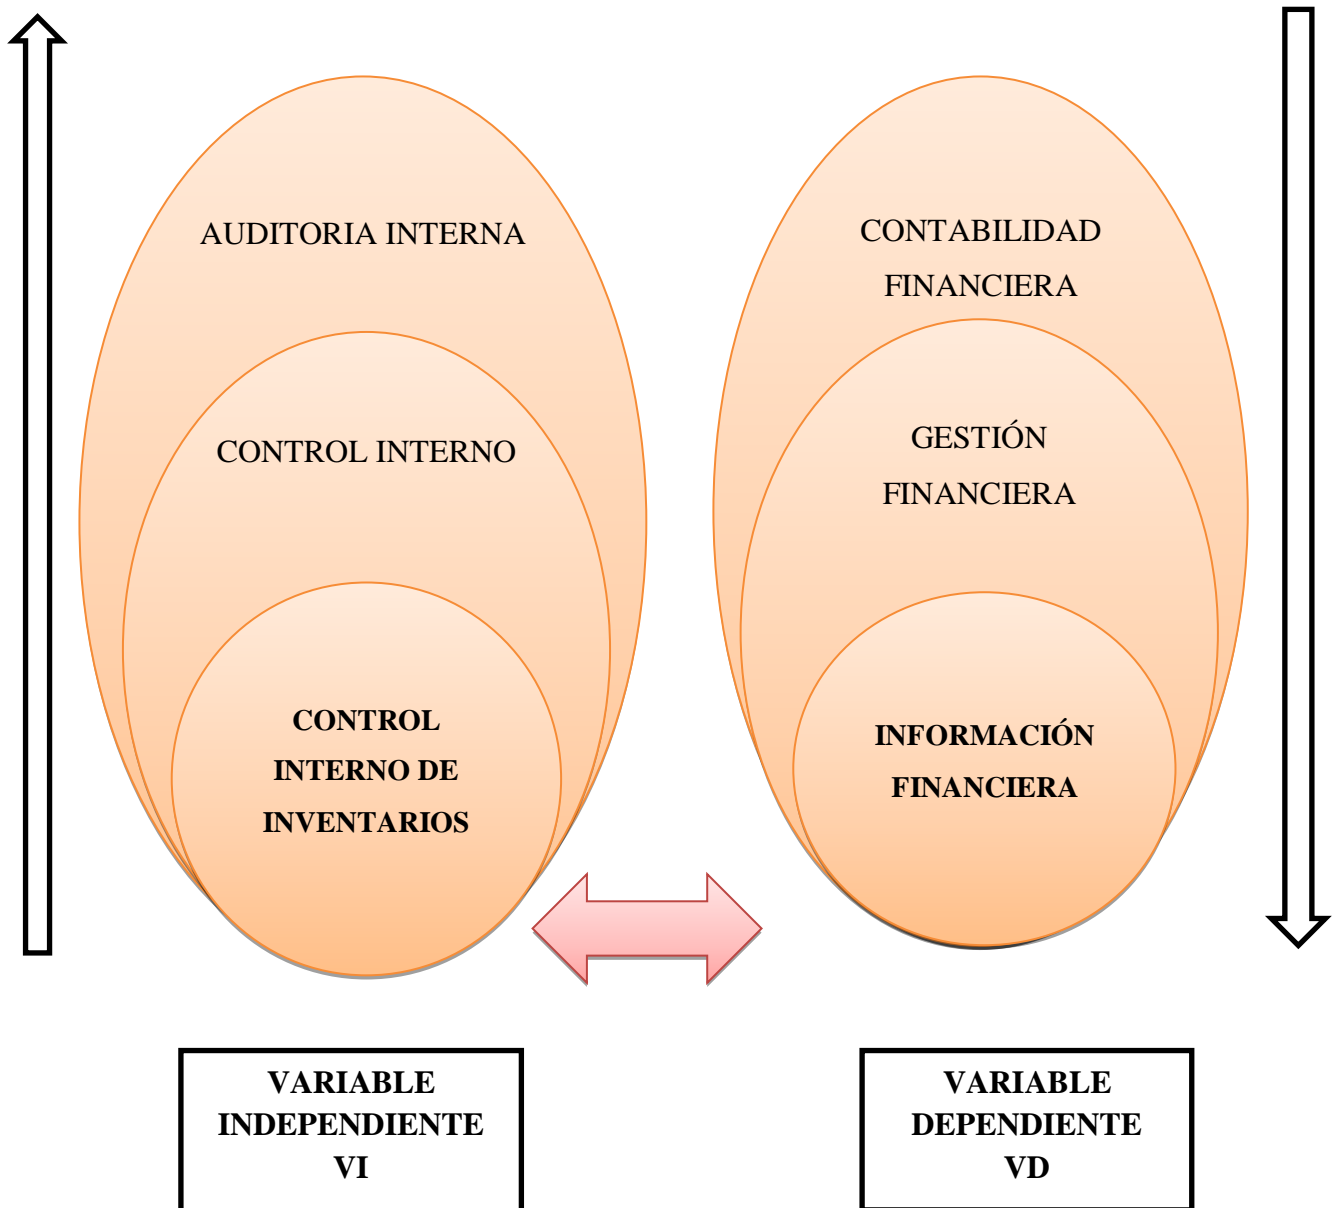 AUDITORIA INTERNA
CONTROL INTERNO
CONTROL
INTERNO DE
INVENTARIOS
CONTABILIDAD
FINANCIERA
GESTIÓN
FINANCIERA
INFORMACIÓN
FINANCIERA
VARIABLE
INDEPENDIENTE
VI
VARIABLE
DEPENDIENTE
VD